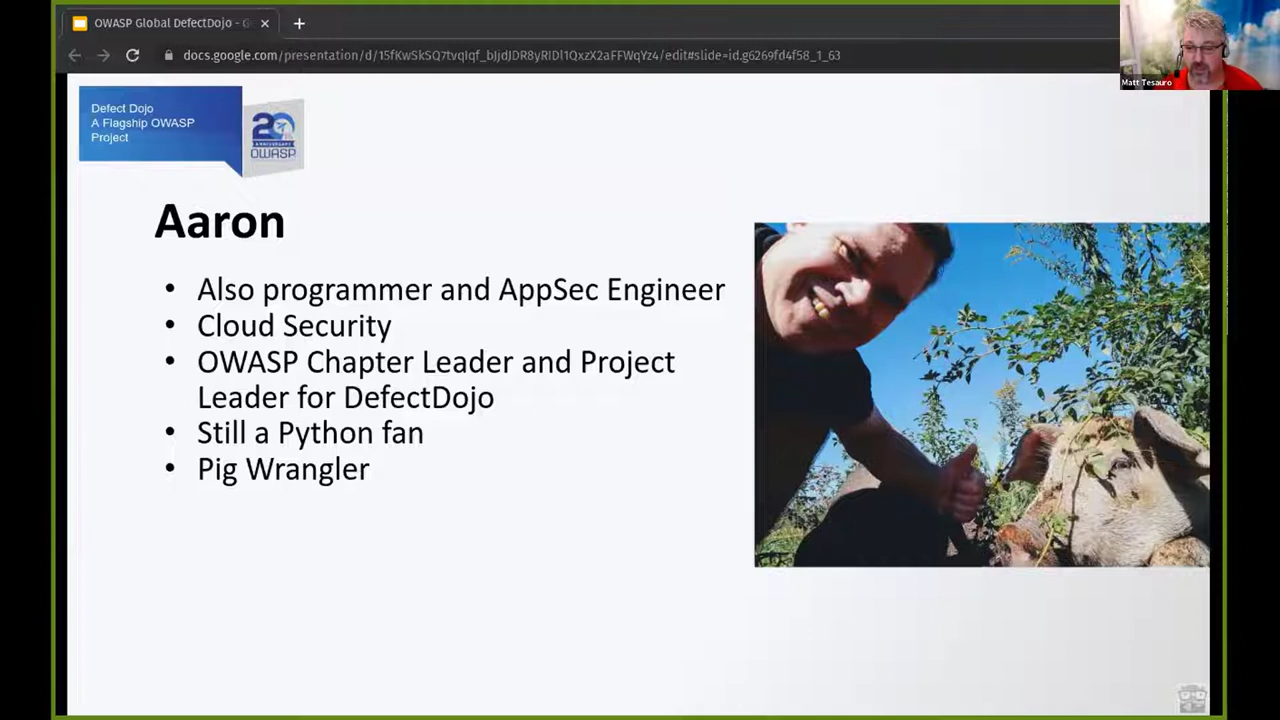 OWASP Global DefectDojo - G
docs.google.com/presentation/d/15fKwSkSQ7tvqIqf_bJjdJDR8yRIDl1QxzX2aFFWqYz4/edit#slide=id.g6269fd4f58_1_63
Matt Tesauro
Defect Dojo
A Flagship OWASP
Project
20
ANNIVERSARY
OWASP
Aaron
• Also programmer and AppSec Engineer
• Cloud Security
• OWASP Chapter Leader and Project
Leader for DefectDojo
• Still a Python fan
• Pig Wrangler